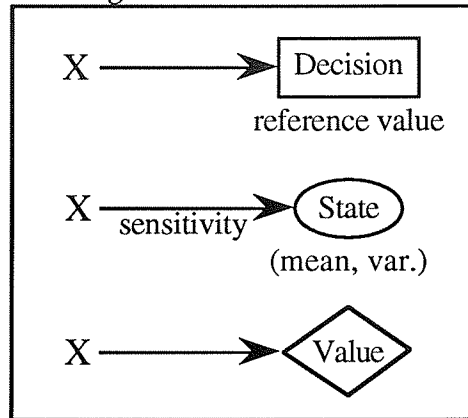 X Decision
reference value
X sensitivity State
(mean, var.)
X Value